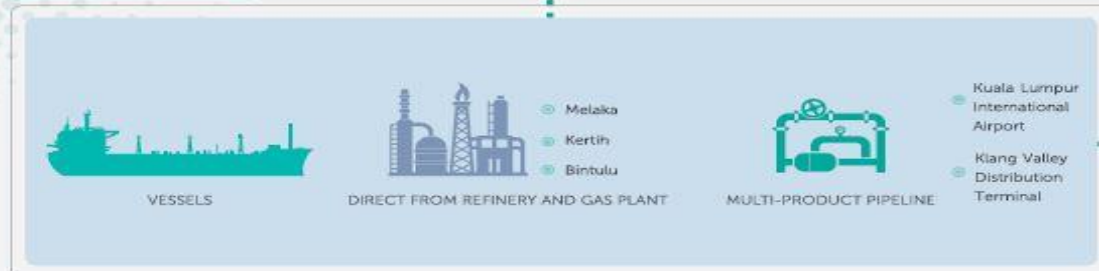 VESSELS
Melaka
Kertih
Bintulu
DIRECT FROM REFINERY AND GAS PLANT
Kuala Lumpur
International
Airport
Klang Valley
Distribution
Terminal
MULTI-PRODUCT PIPELINE